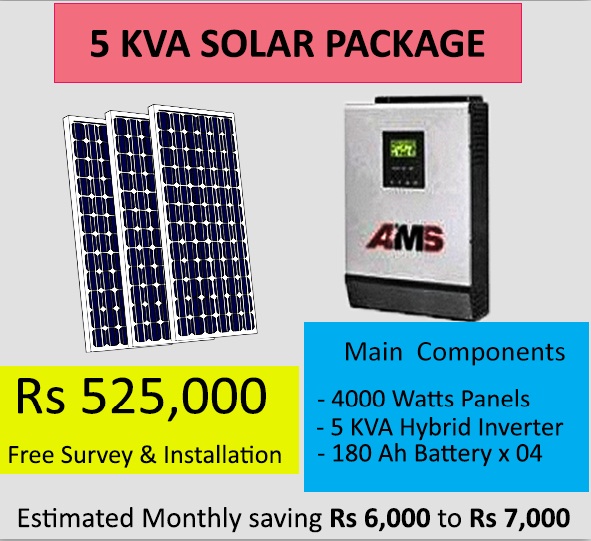 5 KVA SOLAR PACKAGE
AMS
Main Components
Rs 525,000
Free Survey & Installation
- 4000 Watts Panels
- 5 KVA Hybrid Inverter
- 180 Ah Battery x 04
Estimated Monthly saving Rs 6,000 to Rs 7,000